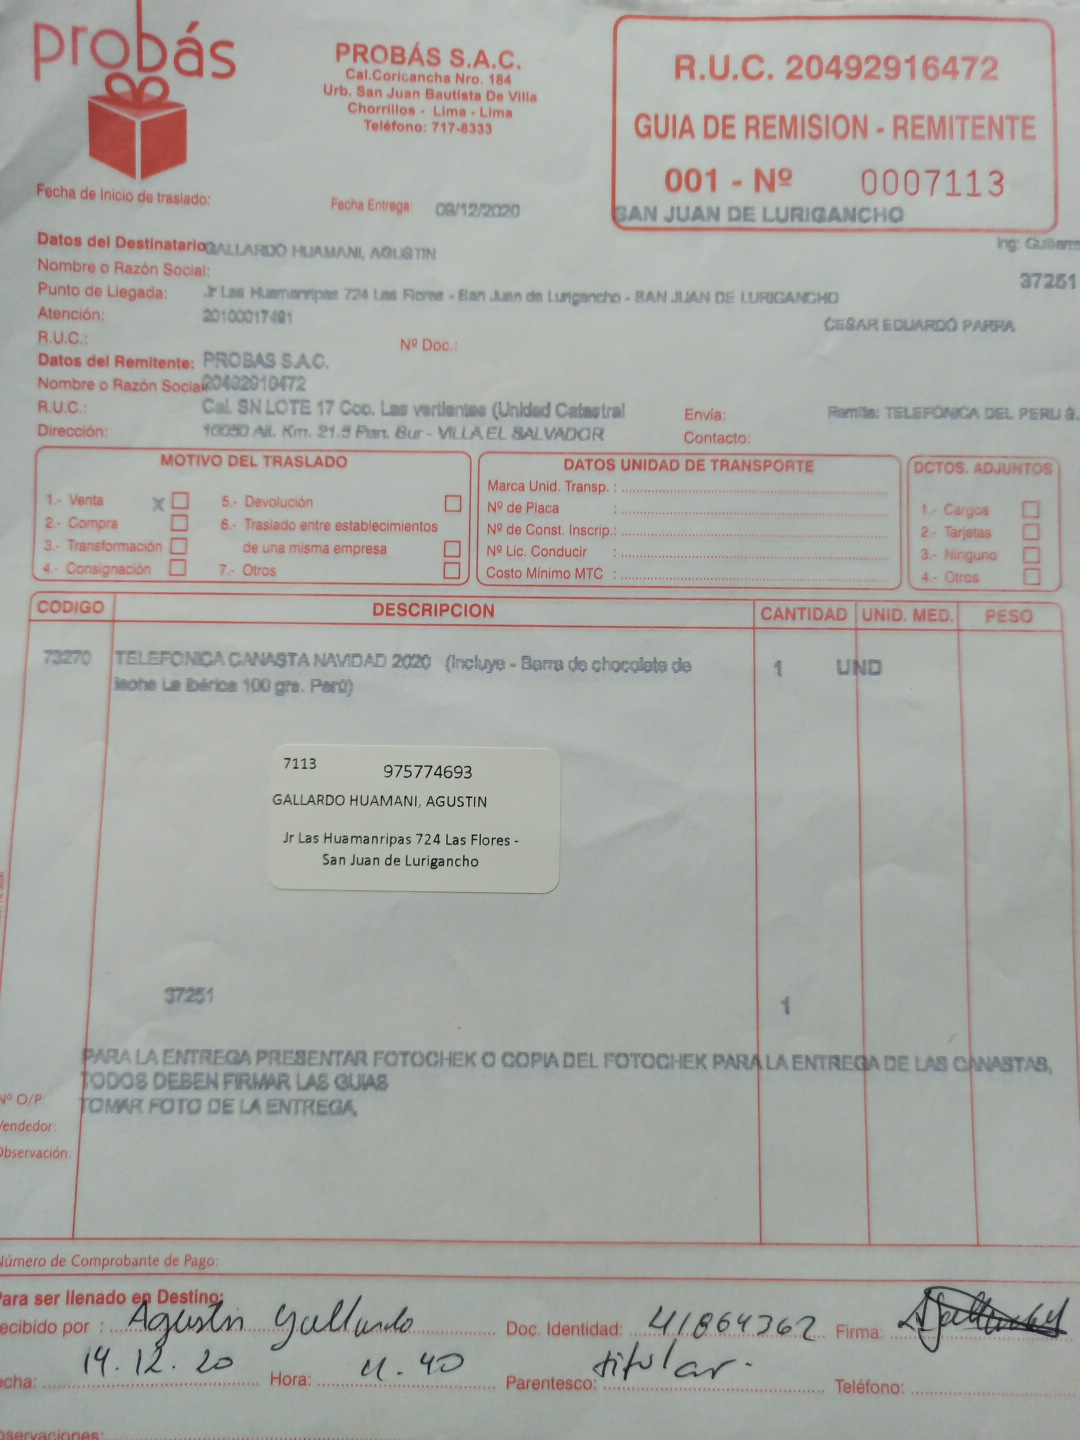 probás
PROBÁS S.A.C.
Cal.Coricancha Nro. 184
Urb. San Juan Bautista De Villa
Chorrillos - Lima - Lima
Teléfono: 717-8333
R.U.C. 20492916472
GUIA DE REMISION - REMITENTE
001 - Nº 0007113
Fecha de Inicio de traslado:
Fecha Entrega: 09/12/2020
SAN JUAN DE LURIGANCHO
Datos del Destinatario GALLARDO HUAMANI, AGUSTIN
Ing: Gutierre
Nombre o Razón Social:
37251
Punto de Llegada: Jr Las Huamanripas 724 Las Flores - San Juan de Lurigancho - SAN JUAN DE LURIGANCHO
Atención: 20100017491
CESAR EDUARDO PARRA
R.U.C.: Nº Doc.:
Datos del Remitente: PROBAS S.A.C.
Nombre o Razón Social 20492916472
R.U.C.: Cal. SN LOTE 17 Coo. Las vertientes (Unidad Catastral
Envía: Remite: TELEFONICA DEL PERU S.
Dirección: 10050 Alt. Km. 21.5 Pan. Sur - VILLA EL SALVADOR
Contacto:
MOTIVO DEL TRASLADO
1.- Venta X
2.- Compra
3.- Transformación
4.- Consignación
5.- Devolución
6.- Traslado entre establecimientos
de una misma empresa
7.- Otros
DATOS UNIDAD DE TRANSPORTE
Marca Unid. Transp. :
Nº de Placa :
Nº de Const. Inscrip.:
Nº Lic. Conducir :
Costo Mínimo MTC :
DCTOS. ADJUNTOS
1.- Cargos
2.- Tarjetas
3.- Ninguno
4.- Otros
CODIGO DESCRIPCION CANTIDAD UNID. MED. PESO
73270 TELEFONICA CANASTA NAVIDAD 2020 (Incluye - Barra de chocolate de 1 UND
leche La Ibérica 100 grs. Perú)
7113 975774693
GALLARDO HUAMANI, AGUSTIN
Jr Las Huamanripas 724 Las Flores -
San Juan de Lurigancho
37251 1
PARA LA ENTREGA PRESENTAR FOTOCHEK O COPIA DEL FOTOCHEK PARA LA ENTREGA DE LAS CANASTAS,
TODOS DEBEN FIRMAR LAS GUIAS
Nº O/P: TOMAR FOTO DE LA ENTREGA,
Vendedor:
Observación:
Número de Comprobante de Pago:
Para ser llenado en Destino:
Recibido por : Agustin Gallardo Doc. Identidad: 41864362 Firma:
echa: 14.12.20 Hora: 11.40 Parentesco: titular. Teléfono:
bservaciones: